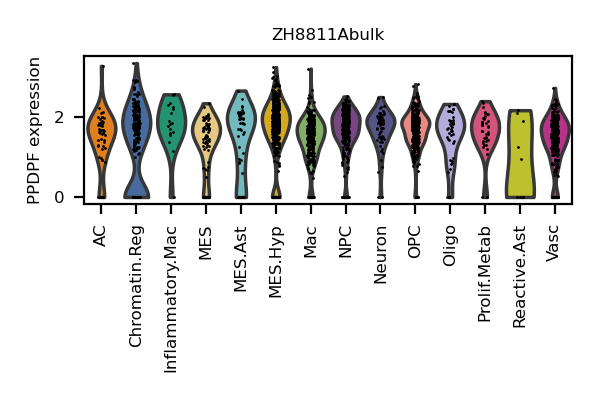 ZH8811Abulk
PPDPF expression
2
0
AC
Chromatin.Reg
Inflammatory.Mac
MES
MES.Ast
MES.Hyp
Mac
NPC
Neuron
OPC
Oligo
Prolif.Metab
Reactive.Ast
Vasc